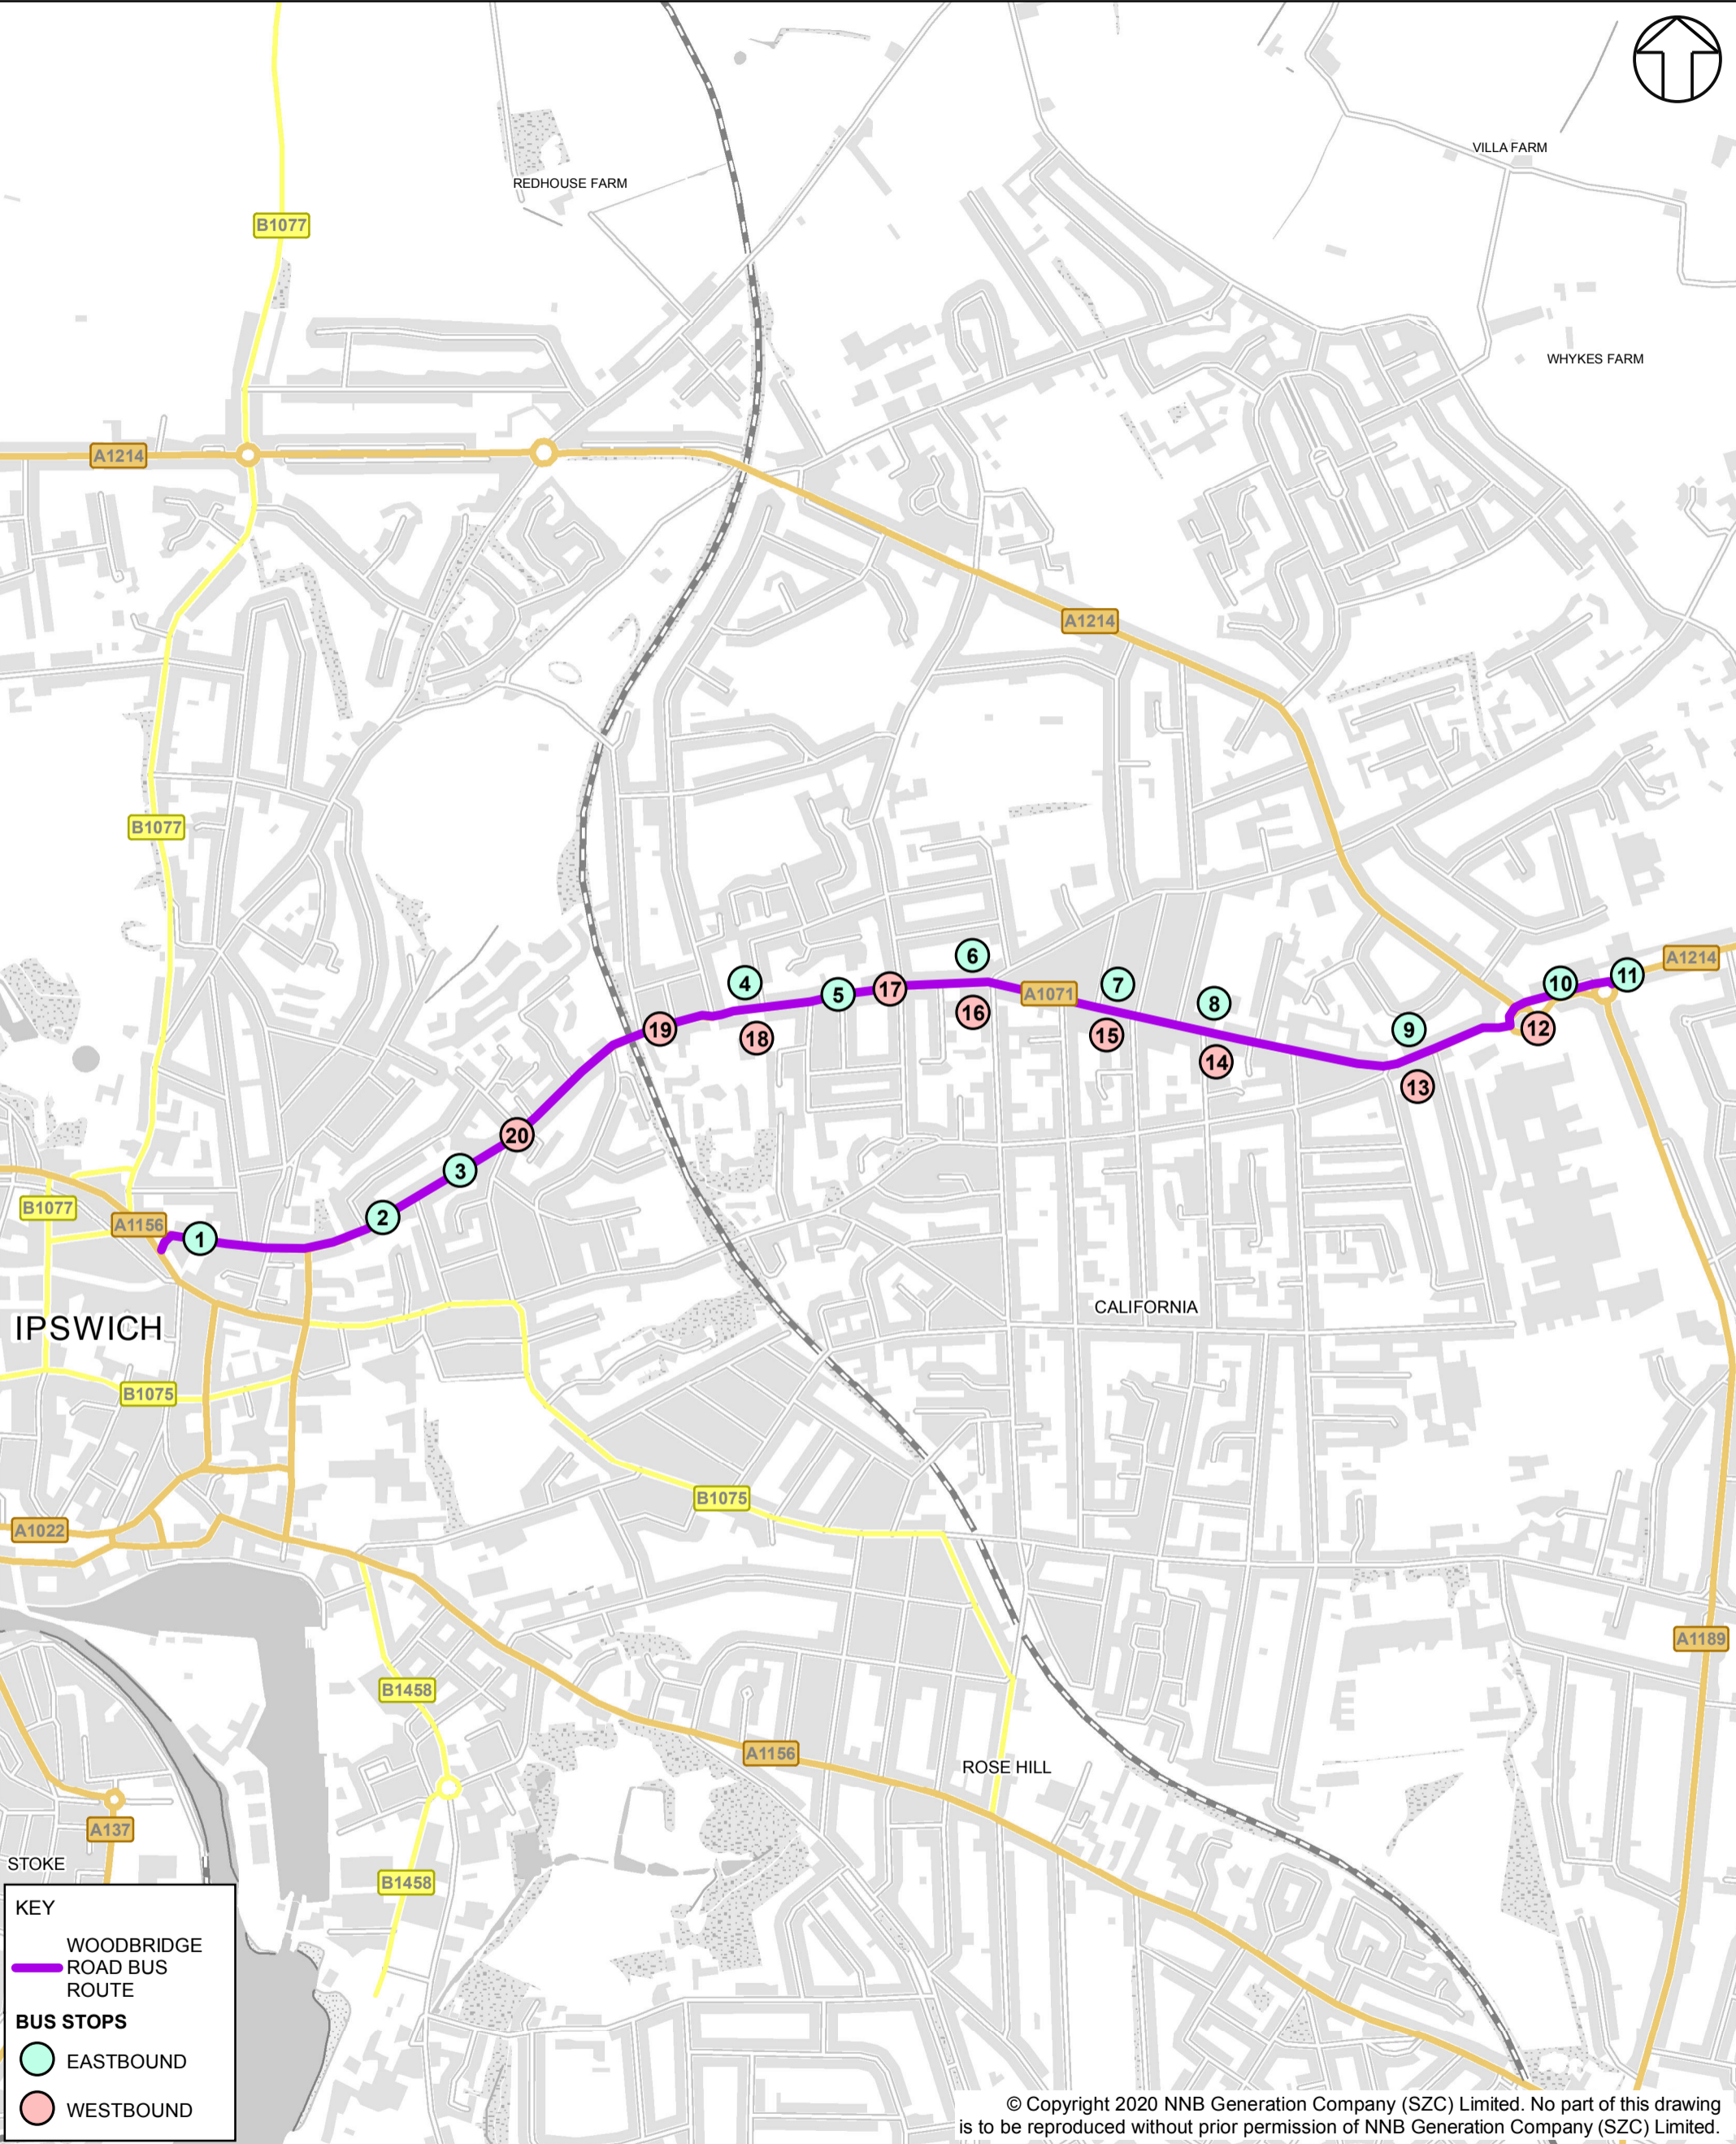 VILLA FARM
REDHOUSE FARM
B1077
WHYKES FARM
A1214
A1214
B1077
6
A1214
4
7
10
11
5
17
A1071
8
16
19
18
15
9
12
14
13
20
3
B1077
2
A1156
1
CALIFORNIA
IPSWICH
B1075
B1075
A1022
A1189
B1458
A1156
ROSE HILL
A137
STOKE
B1458
KEY
WOODBRIDGE
ROAD BUS
ROUTE
BUS STOPS
EASTBOUND
WESTBOUND
© Copyright 2020 NNB Generation Company (SZC) Limited. No part of this drawing
is to be reproduced without prior permission of NNB Generation Company (SZC) Limited.